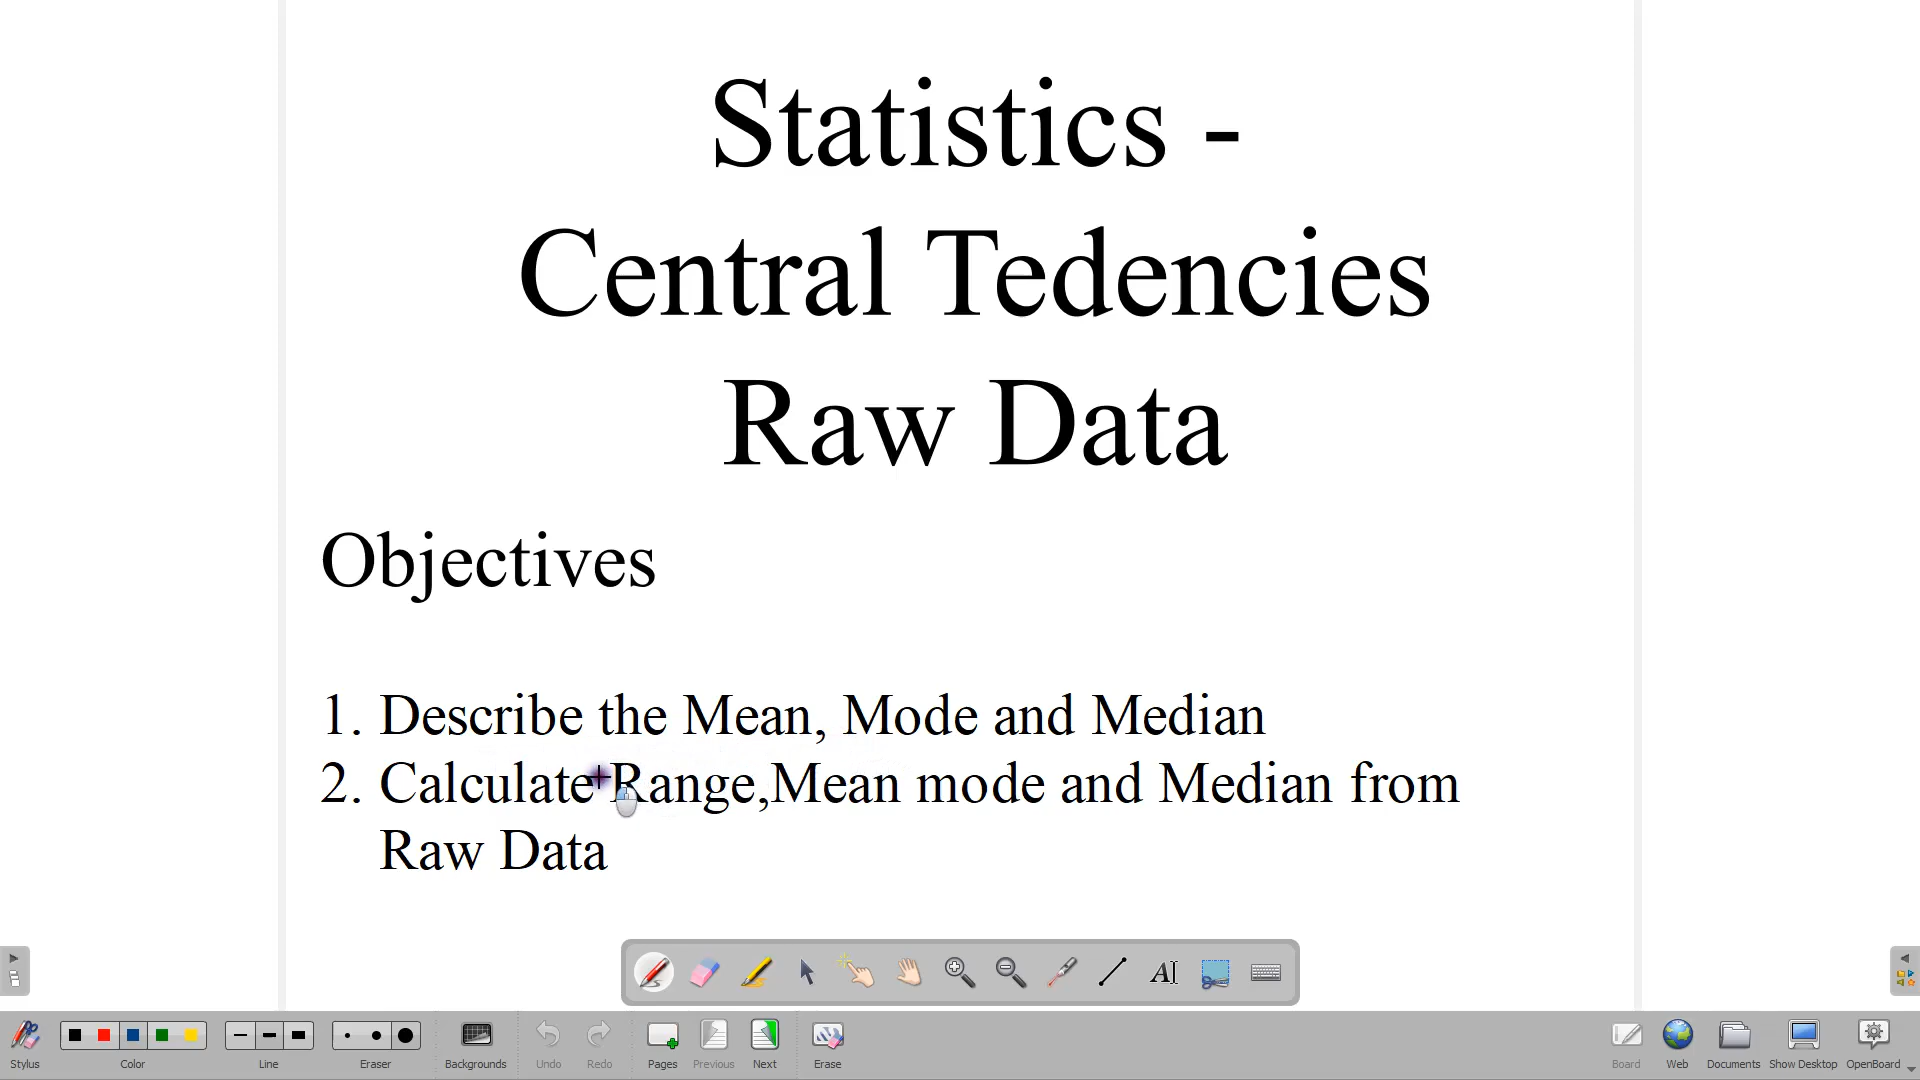 Statistics -
Central Tedencies
Raw Data
Objectives
1. Describe the Mean, Mode and Median
2. Calculate Range,Mean mode and Median from
Raw Data
AI
Stylus
Color
Line
Eraser
Backgrounds
Undo
Redo
Pages
Previous
Next
Erase
Board
Web
Documents
Show Desktop
OpenBoard